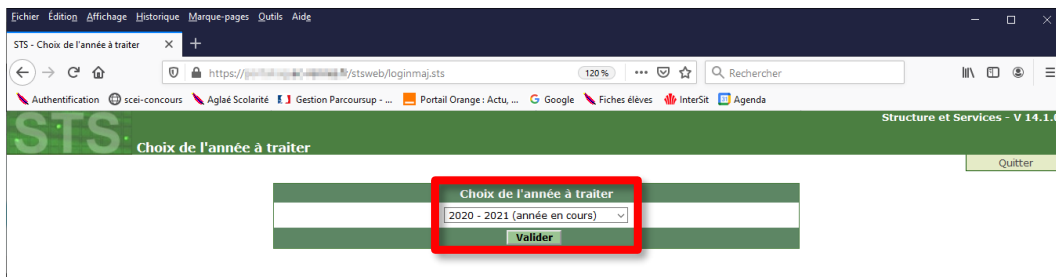 Fichier Édition Affichage Historique Marque-pages Outils Aide
STS - Choix de l'année à traiter
https:// /stsweb/loginmaj.sts 120 % Rechercher
Authentification scei-concours Aglaé Scolarité Gestion Parcoursup - ... Portail Orange : Actu, ... Google Fiches élèves InterSit Agenda
Structure et Services - V 14.1.0
STS Choix de l'année à traiter
Quitter
Choix de l'année à traiter
2020 - 2021 (année en cours)
Valider